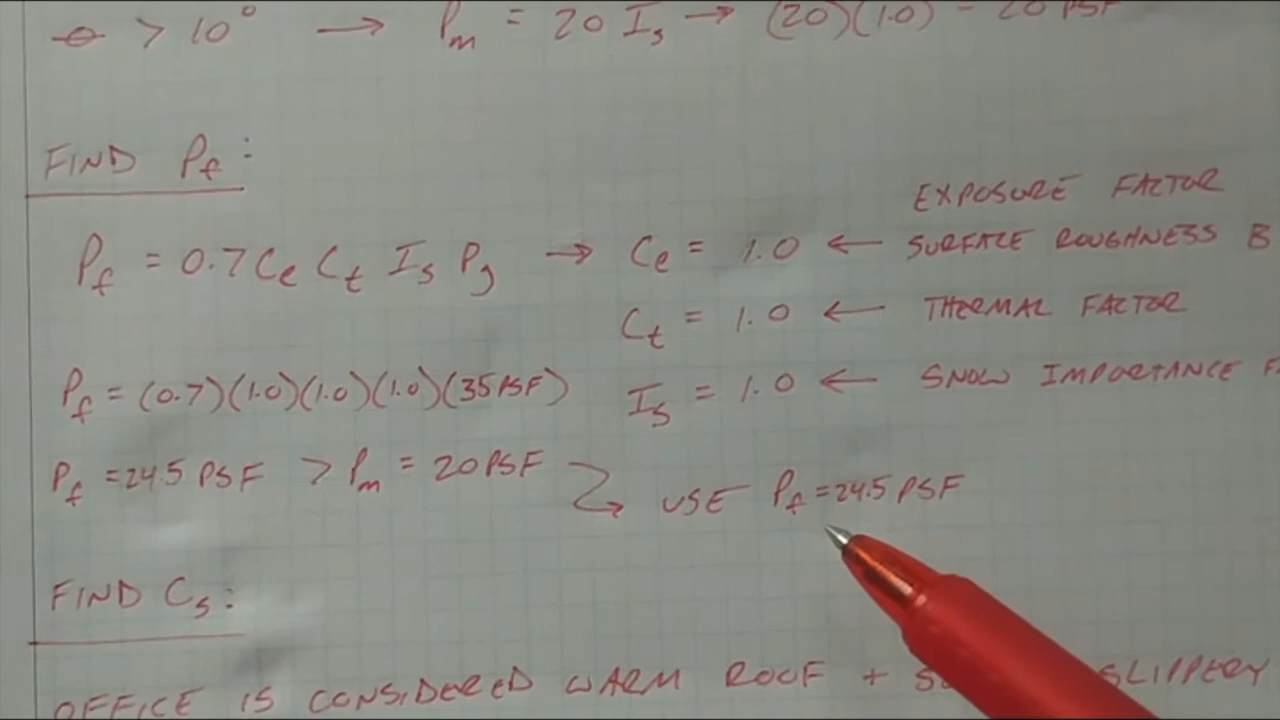 θ > 10° → Pm = 20 Is → (20)(1.0) = 20 PSF
FIND Pf:
Pf = 0.7 Ce Ct Is Pg → Ce = 1.0 ← EXPOSURE FACTOR
SURFACE ROUGHNESS B
Ct = 1.0 ← THERMAL FACTOR
Pf = (0.7)(1.0)(1.0)(1.0)(35 PSF)
Is = 1.0 ← SNOW IMPORTANCE
Pf = 24.5 PSF > Pm = 20 PSF
USE Pf = 24.5 PSF
FIND Cs:
OFFICE IS CONSIDERED WARM ROOF + SLIPPERY